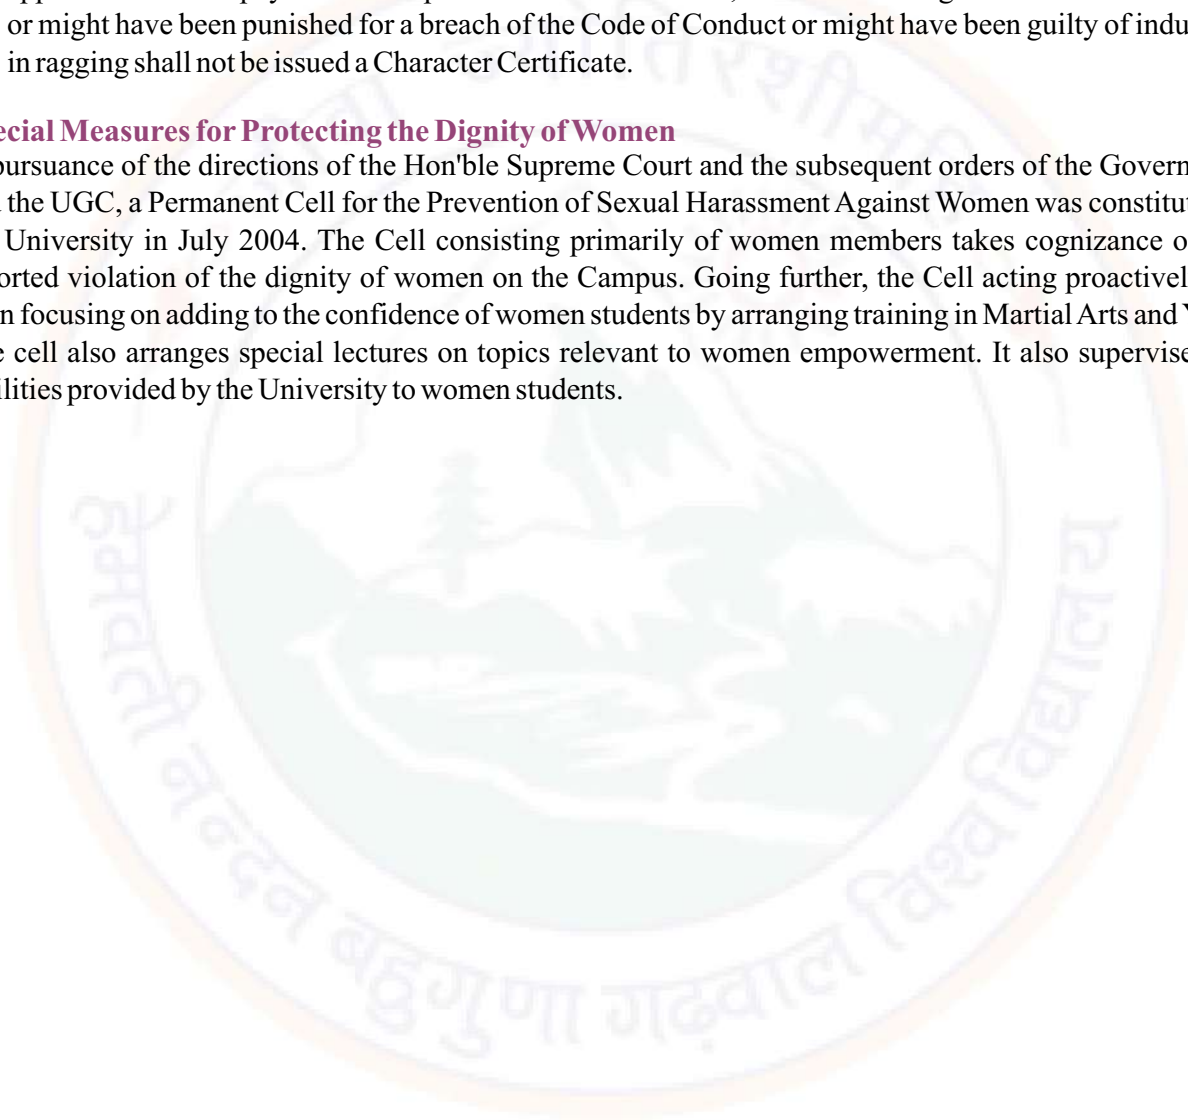 or might have been punished for a breach of the Code of Conduct or might have been guilty of indu
in ragging shall not be issued a Character Certificate.
ecial Measures for Protecting the Dignity of Women
pursuance of the directions of the Hon'ble Supreme Court and the subsequent orders of the Govern
the UGC, a Permanent Cell for the Prevention of Sexual Harassment Against Women was constitut
University in July 2004. The Cell consisting primarily of women members takes cognizance o
orted violation of the dignity of women on the Campus. Going further, the Cell acting proactivel
n focusing on adding to the confidence of women students by arranging training in Martial Arts and Y
e cell also arranges special lectures on topics relevant to women empowerment. It also supervise
ilities provided by the University to women students.
हेमवती नन्दन बहुगुणा गढ़वाल विश्वविद्यालय